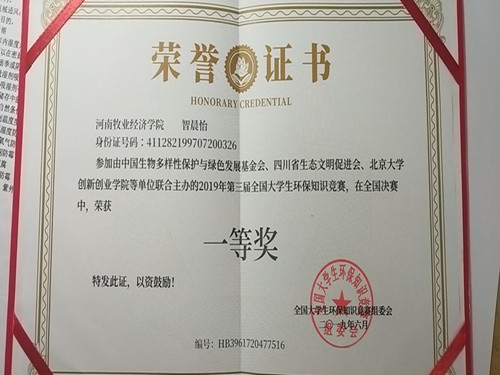 荣誉证书
HONORARY CREDENTIAL
河南牧业经济学院 智晨怡
身份证号码:411282199707200326
参加由中国生物多样性保护与绿色发展基金会、四川省生态文明促进会、北京大学
创新创业学院等单位联合主办的2019年第三届全国大学生环保知识竞赛,在全国决赛
中,荣获
一等奖
特发此证,以资鼓励!
全国大学生环保知识竞赛组委会
二〇一九年六月
编号:HB3961720477516